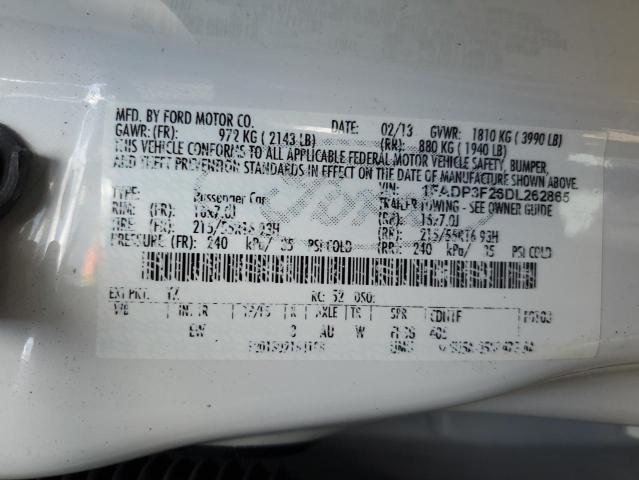 MFD. BY FORD MOTOR CO. DATE: 02/13 GVWR: 1810 KG ( 3990 LB)
GAWR: (FR): 972 KG ( 2143 LB) (RR): 880 KG ( 1940 LB)
THIS VEHICLE CONFORMS TO ALL APPLICABLE FEDERAL MOTOR VEHICLE SAFETY, BUMPER,
AND THEFT PREVENTION STANDARDS IN EFFECT ON THE DATE OF MANUFACTURE SHOWN ABOVE.
VIN: 1FADP3F26DL262865
TYPE: Passenger Car TRAILER TOWING - SEE OWNER GUIDE
RIMS (FR): 16x7.0J (RR): 16x7.0J
TIRE (FR): 215/55R16 93H (RR): 215/55R16 93H
PRESSURE (FR): 240 kPa/ 35 PSI COLD (RR): 240 kPa/ 35 PSI COLD
EXT PNT: YZ RC: 52 DSO:
WB INT. TR R AXLE TR SPR
EW AU W